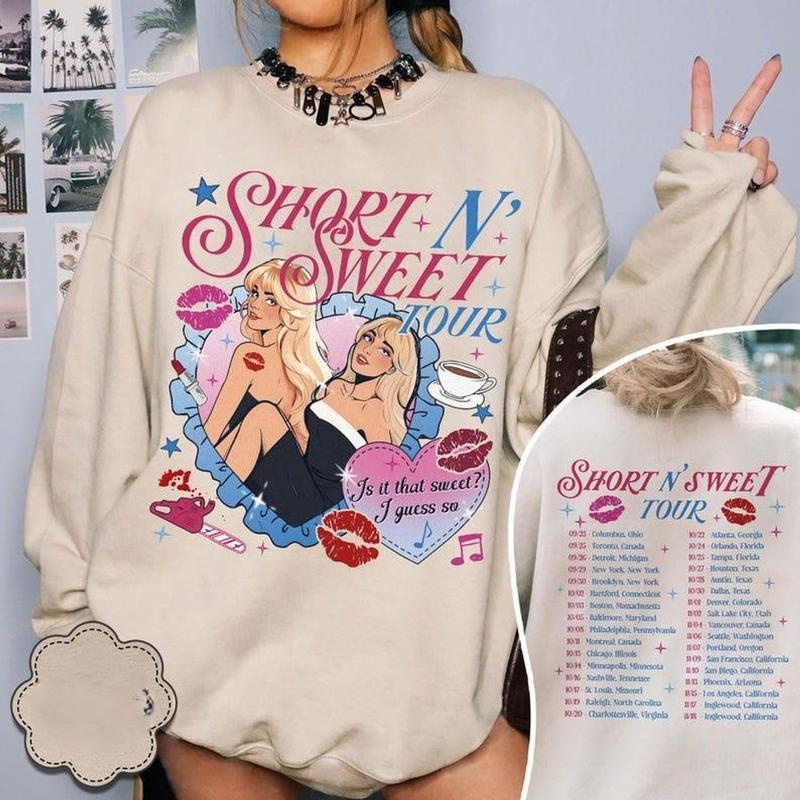 SHORT N'
SWEET
TOUR
Is it that sweet?
I guess so
SHORT N' SWEET
TOUR
09/23 - Columbus, Ohio
09/25 - Toronto, Canada
09/26 - Detroit, Michigan
09/29 - New York, New York
09/30 - Brooklyn, New York
10/02 - Hartford, Connecticut
10/03 - Boston, Massachusetts
10/05 - Baltimore, Maryland
10/08 - Philadelphia, Pennsylvania
10/11 - Montreal, Canada
10/13 - Chicago, Illinois
10/14 - Minneapolis, Minnesota
10/16 - Nashville, Tennessee
10/17 - St. Louis, Missouri
10/19 - Raleigh, North Carolina
10/20 - Charlottesville, Virginia
10/22 - Atlanta, Georgia
10/24 - Orlando, Florida
10/25 - Tampa, Florida
10/27 - Houston, Texas
10/28 - Austin, Texas
10/30 - Dallas, Texas
11/01 - Denver, Colorado
11/02 - Salt Lake City, Utah
11/04 - Vancouver, Canada
11/06 - Seattle, Washington
11/07 - Portland, Oregon
11/09 - San Francisco, California
11/10 - San Diego, California
11/13 - Phoenix, Arizona
11/15 - Los Angeles, California
11/17 - Inglewood, California
11/18 - Inglewood, California